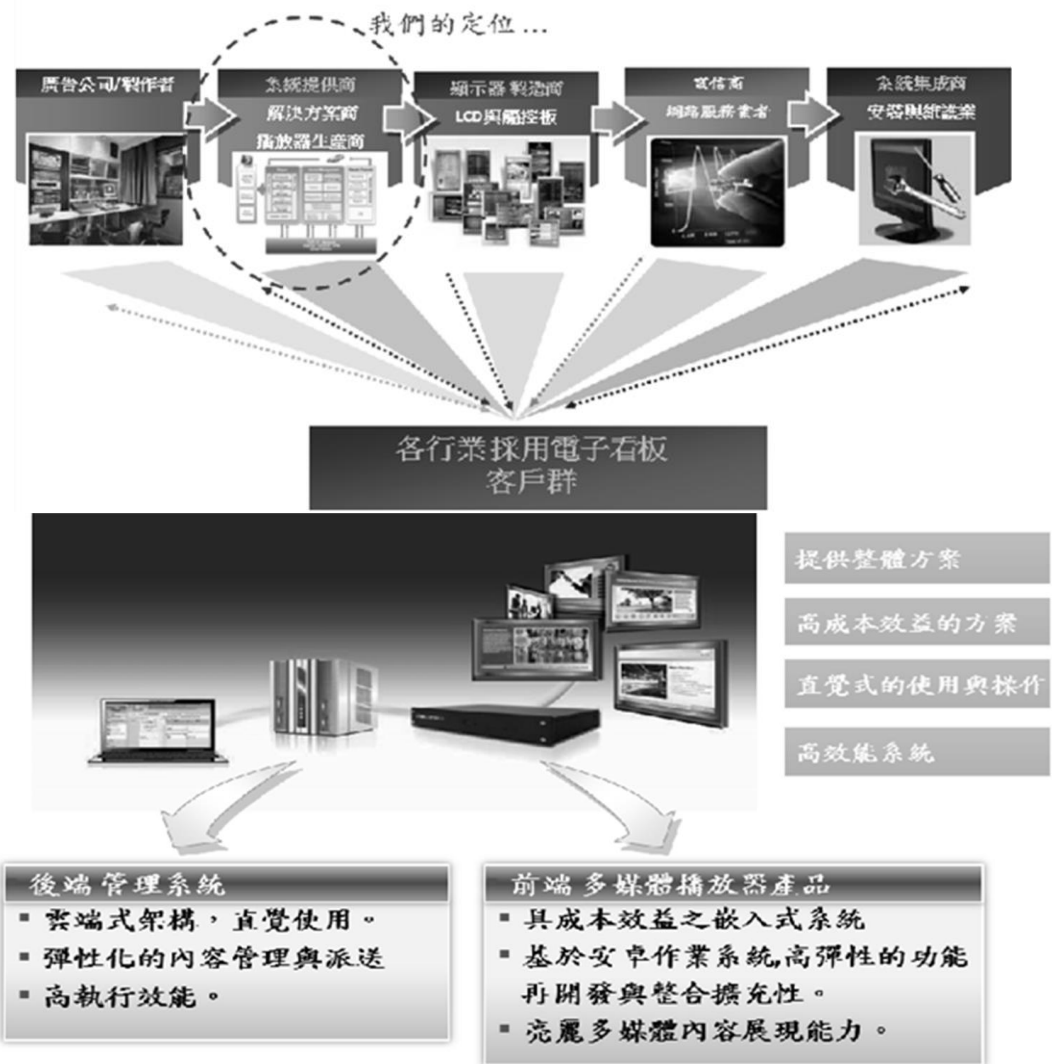 我們的定位...
廣告公司/製作者
系統提供商
解決方案商
播放器生產商
顯示器製造商
LCD與觸控板
電信商
網路服務業者
系統集成商
安裝與維護業
各行業採用電子看板
客戶群
提供整體方案
高成本效益的方案
直覺式的使用與操作
高效能系統
後端管理系統
▪ 雲端式架構，直覺使用。
▪ 彈性化的內容管理與派送
▪ 高執行效能。
前端多媒體播放器產品
▪ 具成本效益之嵌入式系統
▪ 基於安卓作業系統,高彈性的功能
再開發與整合擴充性。
▪ 亮麗多媒體內容展現能力。